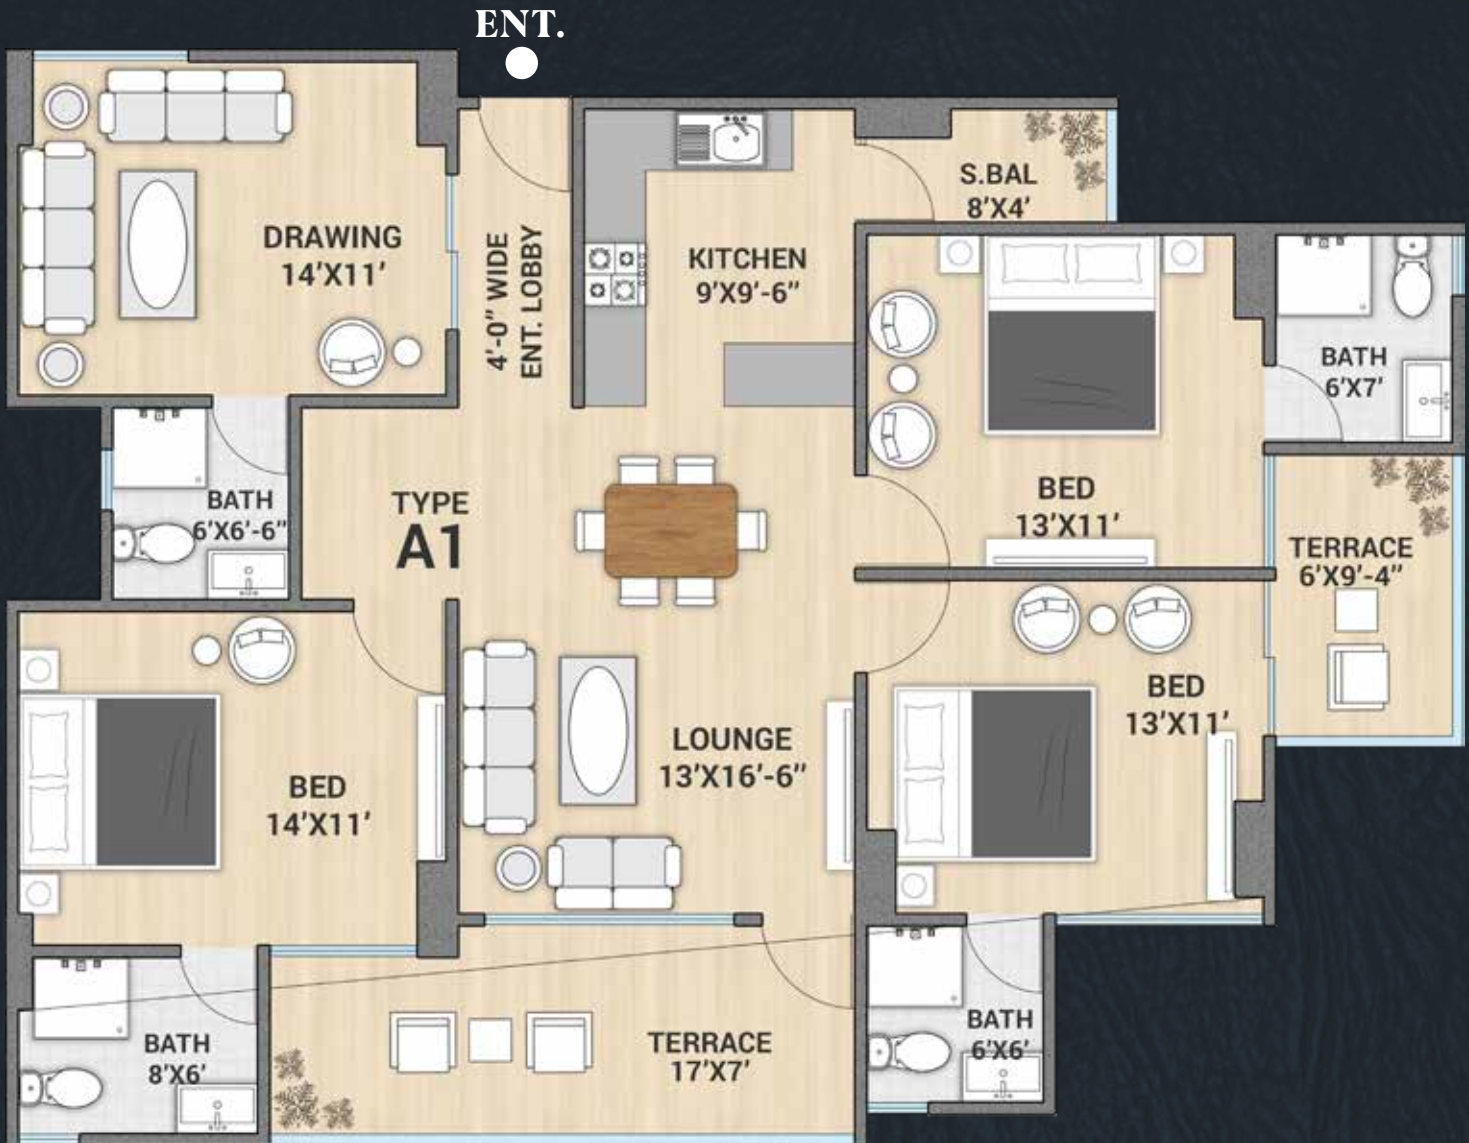 ENT.
DRAWING
14'X11'
4'-0" WIDE
ENT. LOBBY
KITCHEN
9'X9'-6"
S.BAL
8'X4'
BATH
6'X7'
BATH
6'X6'-6"
TYPE
A1
BED
13'X11'
TERRACE
6'X9'-4"
BED
14'X11'
LOUNGE
13'X16'-6"
BED
13'X11'
BATH
8'X6'
TERRACE
17'X7'
BATH
6'X6'